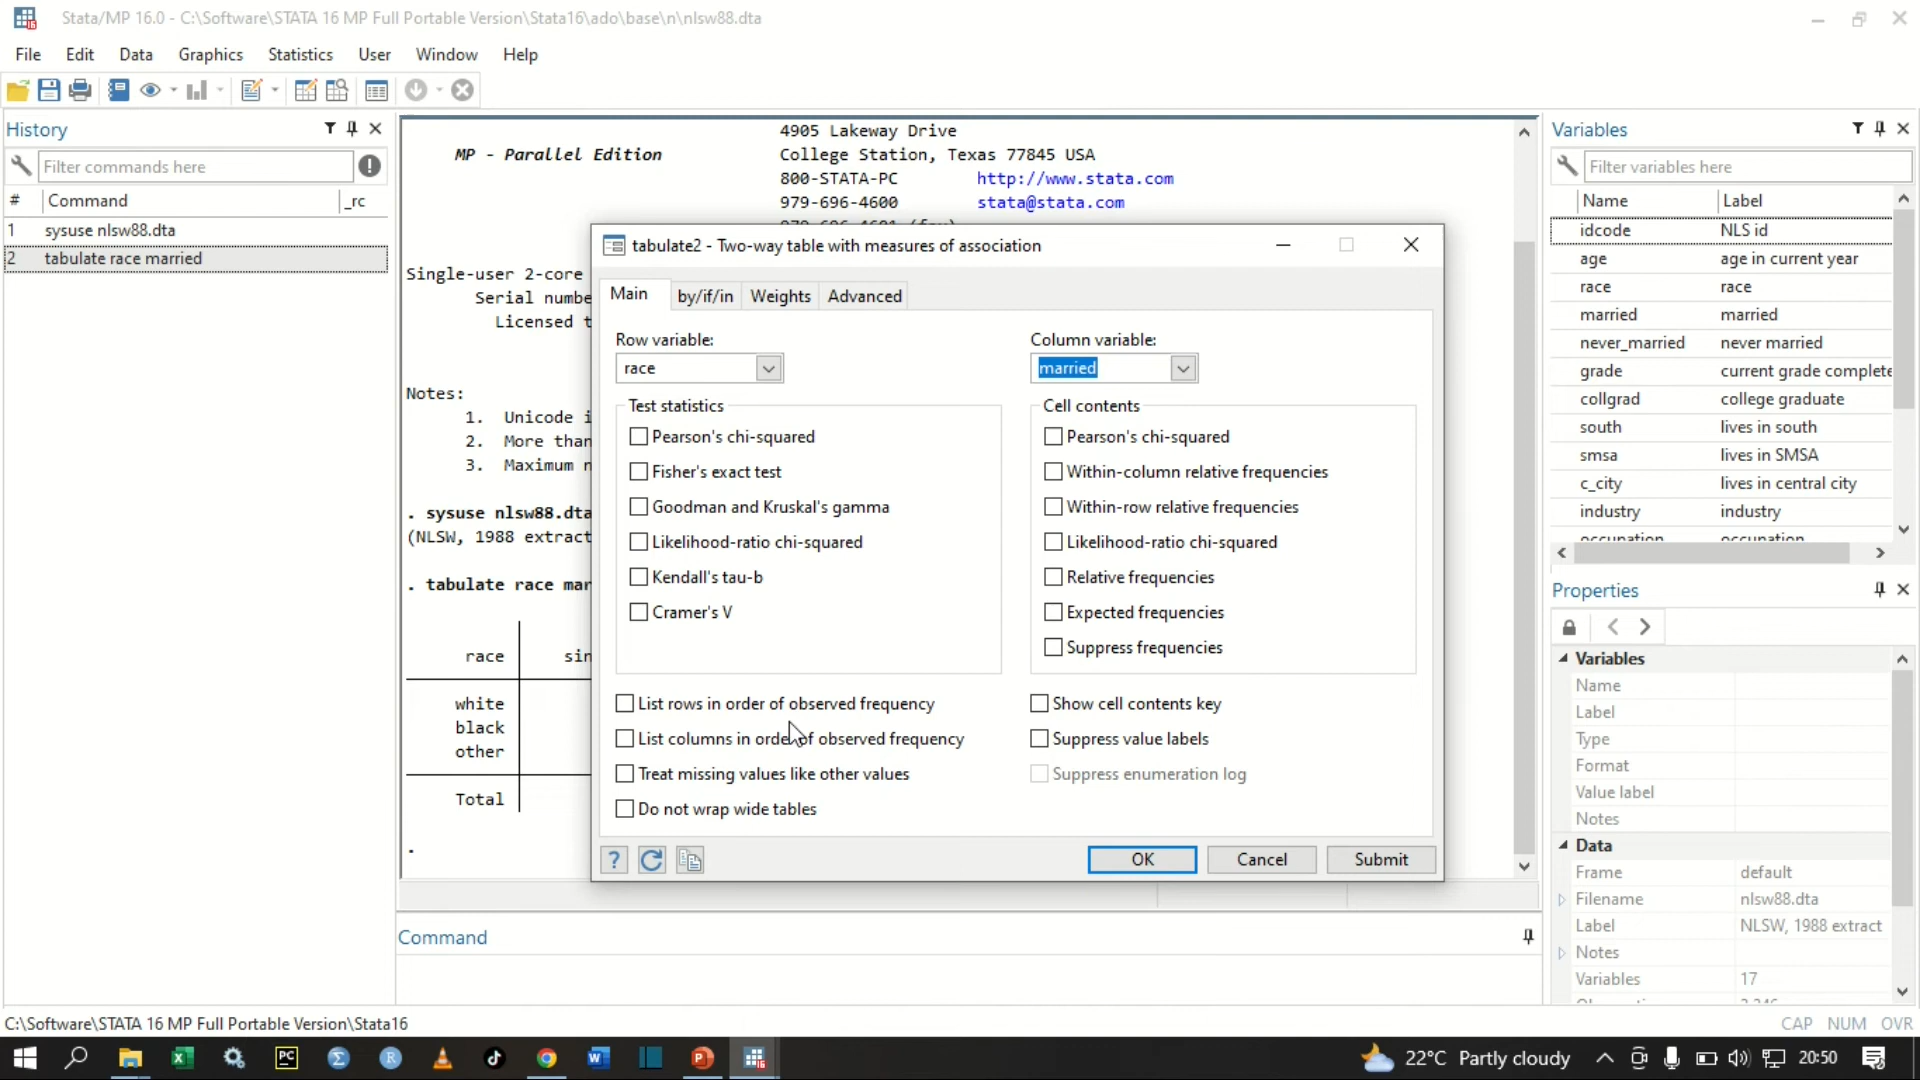 Stata/MP 16.0 - C:\Software\STATA 16 MP Full Portable Version\Stata16\ado\base\n\nlsw88.dta
File Edit Data Graphics Statistics User Window Help
History
Filter commands here
# Command _rc
1 sysuse nlsw88.dta
2 tabulate race married
4905 Lakeway Drive
MP - Parallel Edition College Station, Texas 77845 USA
800-STATA-PC http://www.stata.com
979-696-4600 stata@stata.com
Single-user 2-core
Serial numbe
Licensed t
Notes:
1. Unicode i
2. More than
3. Maximum n
. sysuse nlsw88.dta
(NLSW, 1988 extract
. tabulate race mar
race sin
white
black
other
Total
.
tabulate2 - Two-way table with measures of association
Main by/if/in Weights Advanced
Row variable: Column variable:
race married
Test statistics
Pearson's chi-squared
Fisher's exact test
Goodman and Kruskal's gamma
Likelihood-ratio chi-squared
Kendall's tau-b
Cramer's V
Cell contents
Pearson's chi-squared
Within-column relative frequencies
Within-row relative frequencies
Likelihood-ratio chi-squared
Relative frequencies
Expected frequencies
Suppress frequencies
List rows in order of observed frequency
List columns in order of observed frequency
Treat missing values like other values
Do not wrap wide tables
Show cell contents key
Suppress value labels
Suppress enumeration log
? OK Cancel Submit
Command
Variables
Filter variables here
Name Label
idcode NLS id
age age in current year
race race
married married
never_married never married
grade current grade complete
collgrad college graduate
south lives in south
smsa lives in SMSA
c_city lives in central city
industry industry
occupation occupation
Properties
Variables
Name
Label
Type
Format
Value label
Notes
Data
Frame default
Filename nlsw88.dta
Label NLSW, 1988 extract
Notes
Variables 17
C:\Software\STATA 16 MP Full Portable Version\Stata16
CAP NUM OVR
22°C Partly cloudy
20:50